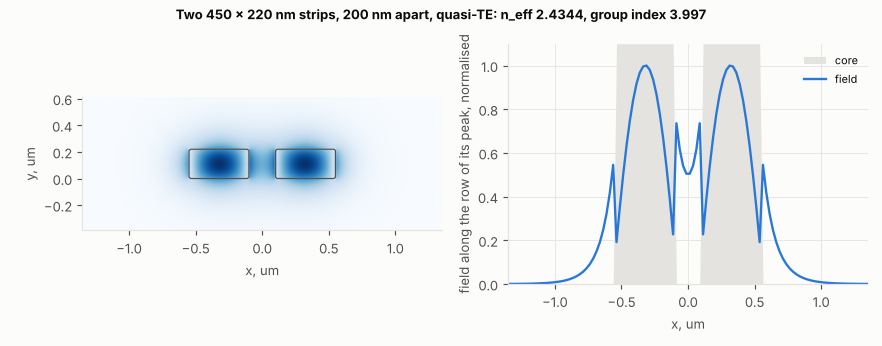 Two 450 × 220 nm strips, 200 nm apart, quasi-TE: n_eff 2.4344, group index 3.997
y, um
0.6
0.4
0.2
0.0
−0.2
−1.0 −0.5 0.0 0.5 1.0
x, um
field along the row of its peak, normalised
1.0
0.8
0.6
0.4
0.2
0.0
−1.0 −0.5 0.0 0.5 1.0
x, um
core
field